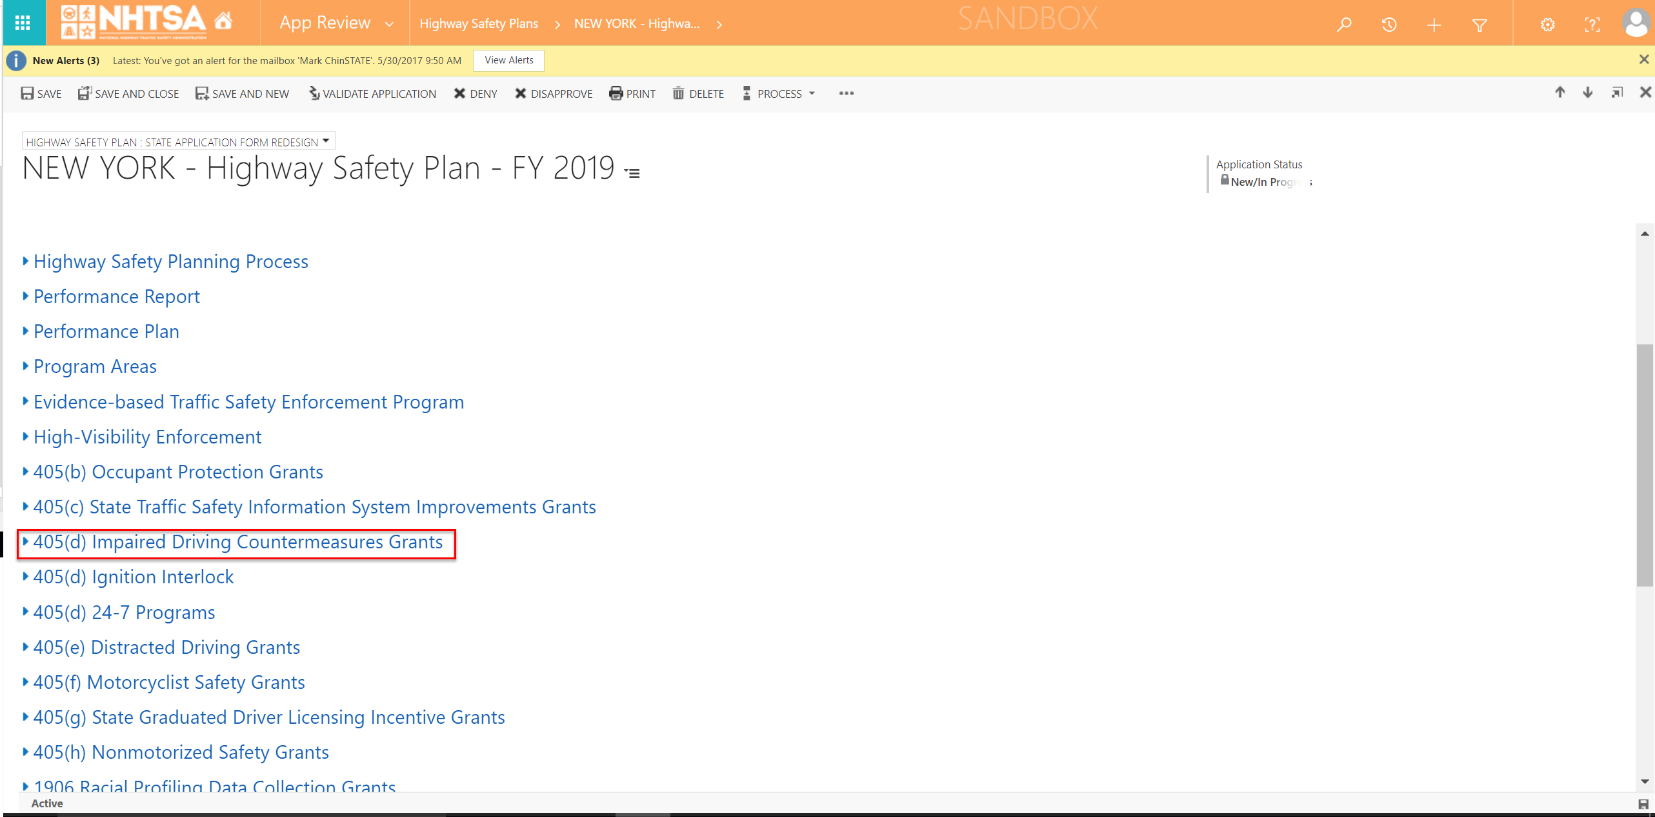 NHTSA App Review Highway Safety Plans NEW YORK - Highwa... SANDBOX
New Alerts (3) Latest: You've got an alert for the mailbox 'Mark ChinSTATE'. 5/30/2017 9:50 AM View Alerts
SAVE SAVE AND CLOSE SAVE AND NEW VALIDATE APPLICATION DENY DISAPPROVE PRINT DELETE PROCESS
HIGHWAY SAFETY PLAN : STATE APPLICATION FORM REDESIGN
NEW YORK - Highway Safety Plan - FY 2019
Application Status
New/In Progr
Highway Safety Planning Process
Performance Report
Performance Plan
Program Areas
Evidence-based Traffic Safety Enforcement Program
High-Visibility Enforcement
405(b) Occupant Protection Grants
405(c) State Traffic Safety Information System Improvements Grants
405(d) Impaired Driving Countermeasures Grants
405(d) Ignition Interlock
405(d) 24-7 Programs
405(e) Distracted Driving Grants
405(f) Motorcyclist Safety Grants
405(g) State Graduated Driver Licensing Incentive Grants
405(h) Nonmotorized Safety Grants
1906 Racial Profiling Data Collection Grants
Active